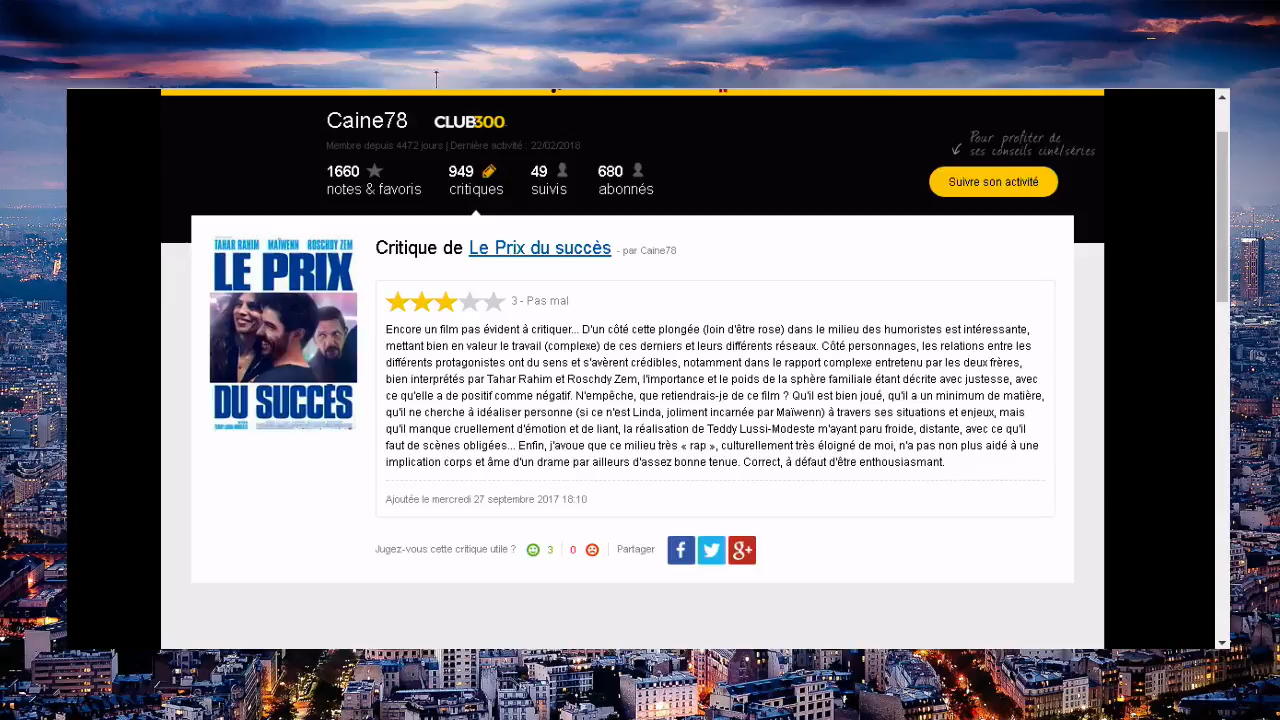 Caine78 CLUB300
Membre depuis 4472 jours | Dernière activité : 22/02/2018
Pour profiter de
ses conseils ciné/séries
1660 949 49 680
notes & favoris critiques suivis abonnés
Suivre son activité
TAHAR RAHIM MAÏWENN ROSCHDY ZEM
LE PRIX
DU SUCCÈS
Critique de Le Prix du succès - par Caine78
3 - Pas mal
Encore un film pas évident à critiquer... D'un côté cette plongée (loin d'être rose) dans le milieu des humoristes est intéressante,
mettant bien en valeur le travail (complexe) de ces derniers et leurs différents réseaux. Côté personnages, les relations entre les
différents protagonistes ont du sens et s'avèrent crédibles, notamment dans le rapport complexe entretenu par les deux frères,
bien interprétés par Tahar Rahim et Roschdy Zem, l'importance et le poids de la sphère familiale étant décrite avec justesse, avec
ce qu'elle a de positif comme négatif. N'empêche, que retiendrais-je de ce film ? Qu'il est bien joué, qu'il a un minimum de matière,
qu'il ne cherche à idéaliser personne (si ce n'est Linda, joliment incarnée par Maïwenn) à travers ses situations et enjeux, mais
qu'il manque cruellement d'émotion et de liant, la réalisation de Teddy Lussi-Modeste m'ayant paru froide, distante, avec ce qu'il
faut de scènes obligées... Enfin, j'avoue que ce milieu très « rap », culturellement très éloigné de moi, n'a pas non plus aidé à une
implication corps et âme d'un drame par ailleurs d'assez bonne tenue. Correct, à défaut d'être enthousiasmant.
Ajoutée le mercredi 27 septembre 2017 18:10
Jugez-vous cette critique utile ? 3 0 Partager f g+